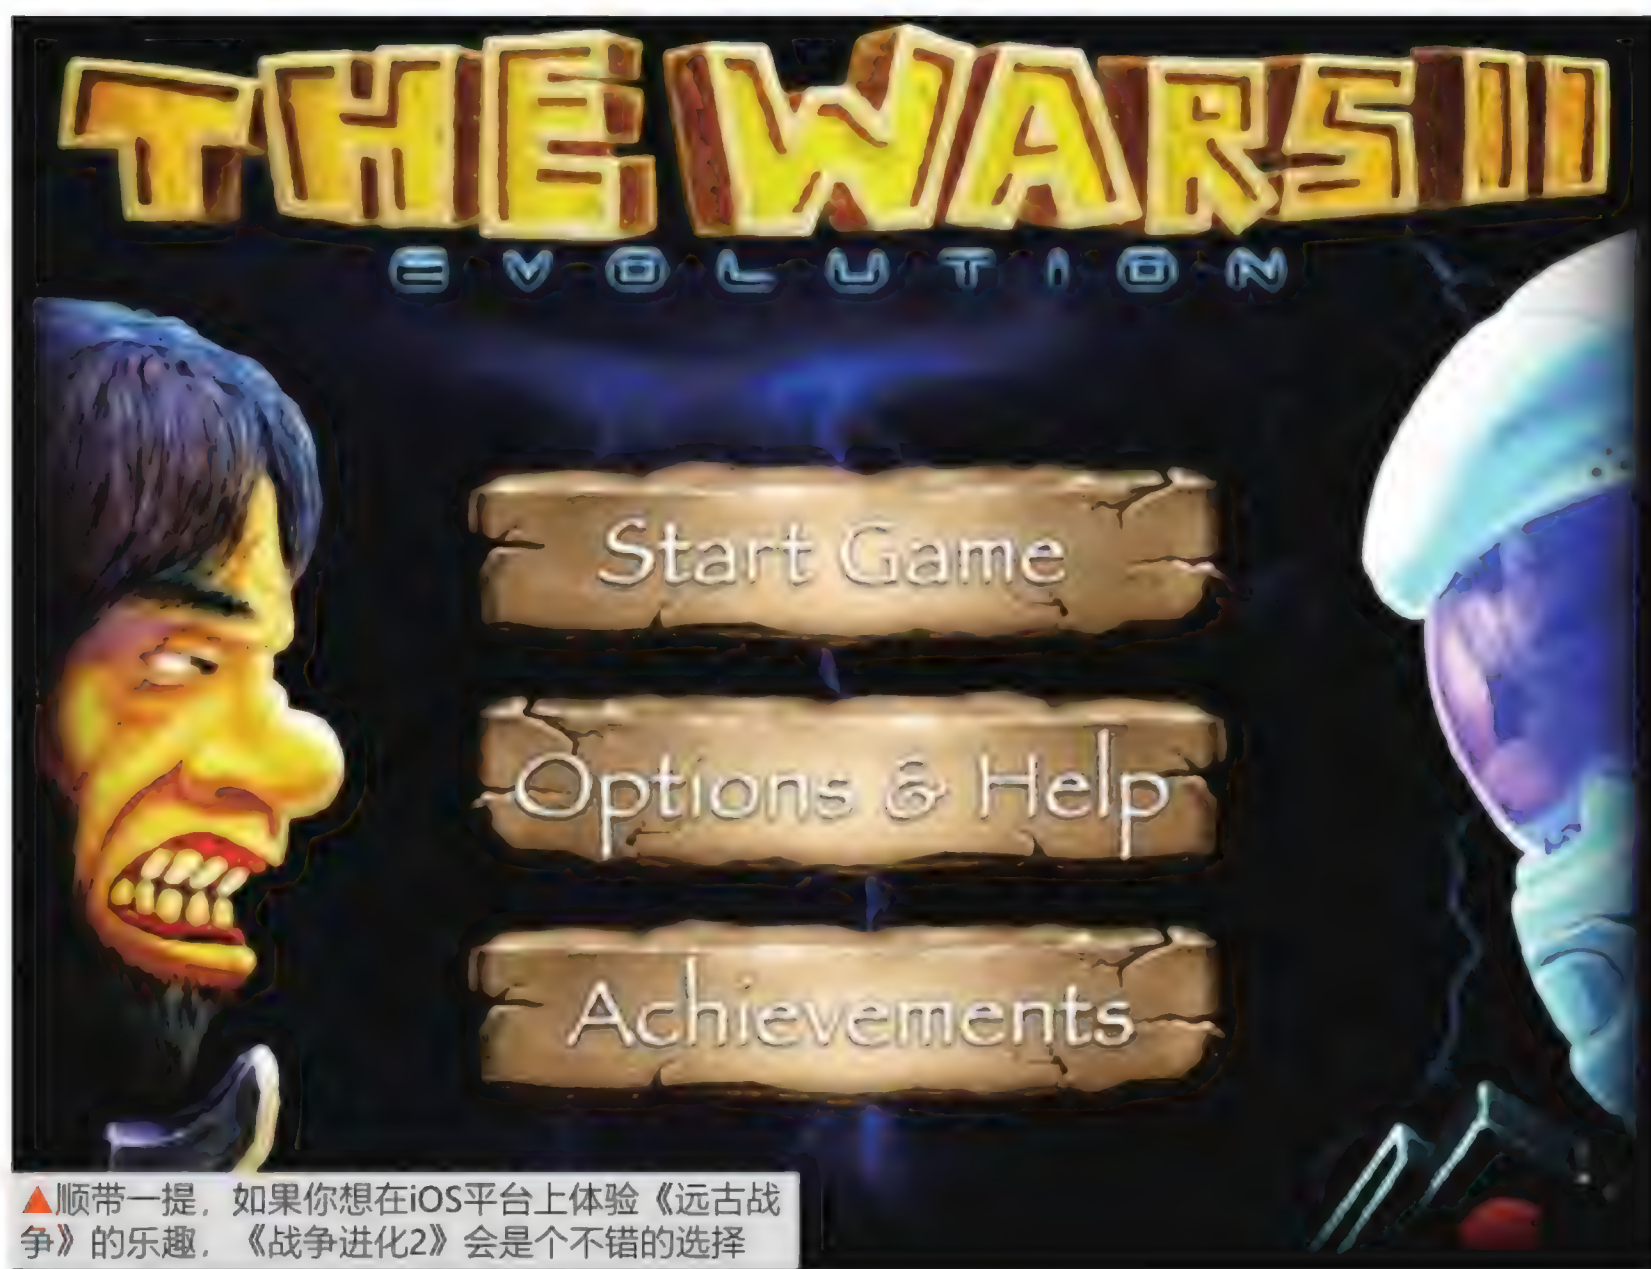 THE WARS II
EVOLUTION
Start Game
Options & Help
Achievements
▲顺带一提，如果你想在iOS平台上体验《远古战
争》的乐趣，《战争进化2》会是个不错的选择